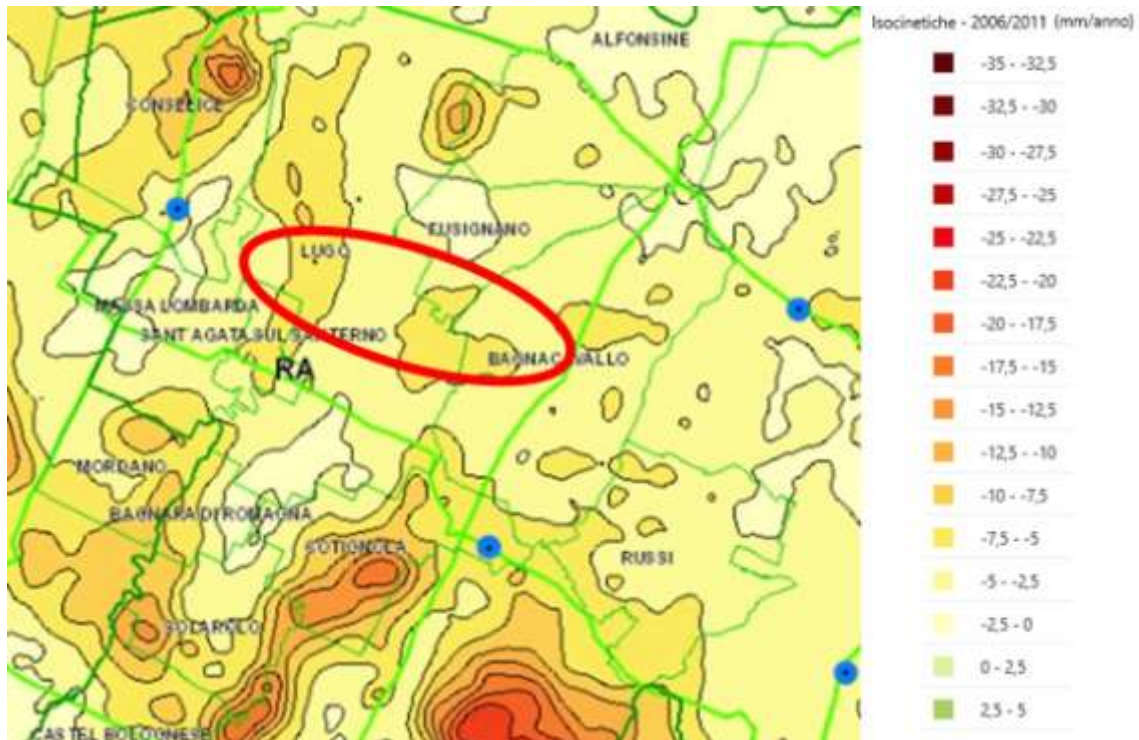 Isocinetiche - 2006/2011 (mm/anno)
-35 - -32,5
-32,5 - -30
-30 - -27,5
-27,5 - -25
-25 - -22,5
-22,5 - -20
-20 - -17,5
-17,5 - -15
-15 - -12,5
-12,5 - -10
-10 - -7,5
-7,5 - -5
-5 - -2,5
-2,5 - 0
0 - 2,5
2,5 - 5
ALFONSINE
CONSELICE
FUSIGNANO
LUGO
MASSA LOMBARDA
SANT AGATA SUL SANTERNO
BAGNACAVALLO
RA
MORDANO
BAGNARA DI ROMAGNA
COTIGNOLA
RUSSI
SOLAROLO
CASTEL BOLOGNESE